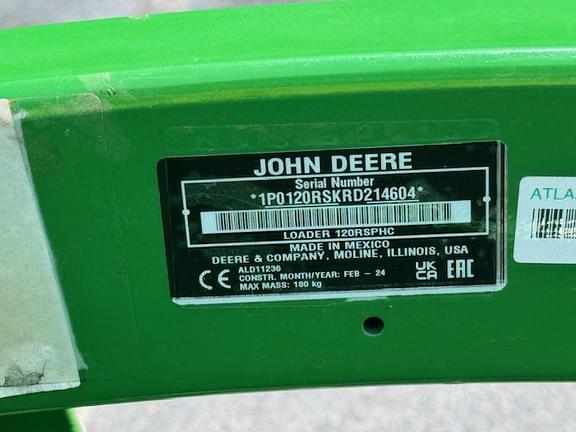 JOHN DEERE
Serial Number
*1P0120RSKRD214604*
LOADER 120RSPHC
MADE IN MEXICO
DEERE & COMPANY, MOLINE, ILLINOIS, USA
ALD11236
CONSTR. MONTH/YEAR: FEB - 24
MAX MASS: 180 kg
CE
UK
CA
EAC